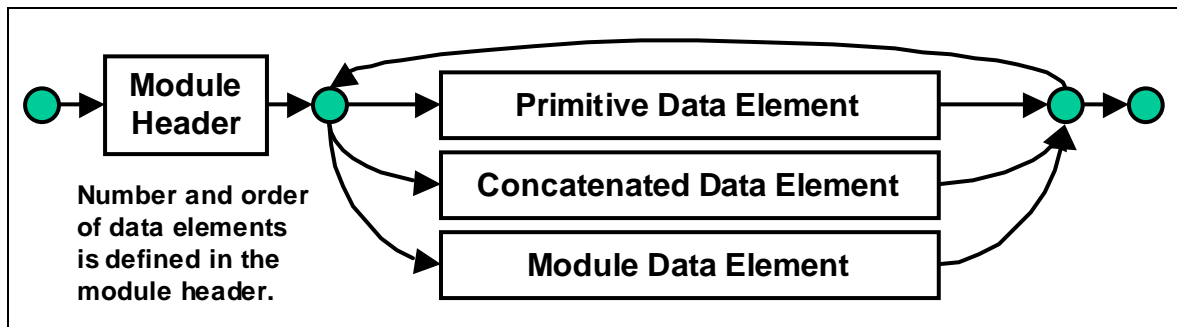 Module
Header
Primitive Data Element
Concatenated Data Element
Module Data Element
Number and order
of data elements
is defined in the
module header.